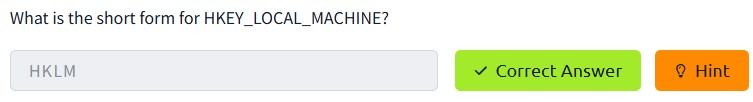 What is the short form for HKEY_LOCAL_MACHINE?
HKLM Correct Answer Hint